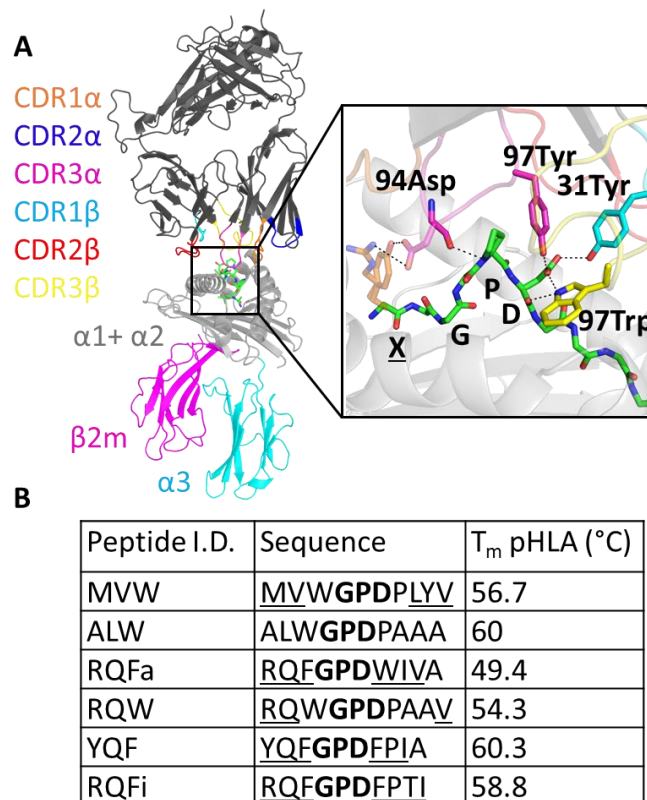 A
CDR1α
CDR2α
CDR3α
CDR1β
CDR2β
CDR3β
α1+ α2
β2m
α3
94Asp
97Tyr
31Tyr
P
D
97Trp
G
X
B
Peptide I.D. Sequence Tm pHLA (°C)
MVW MVWGPDPLYV 56.7
ALW ALWGPDPAAA 60
RQFa RQFGPDWIVA 49.4
RQW RQWGPDPAAV 54.3
YQF YQFGPDFPIA 60.3
RQFi RQFGPDFPTI 58.8